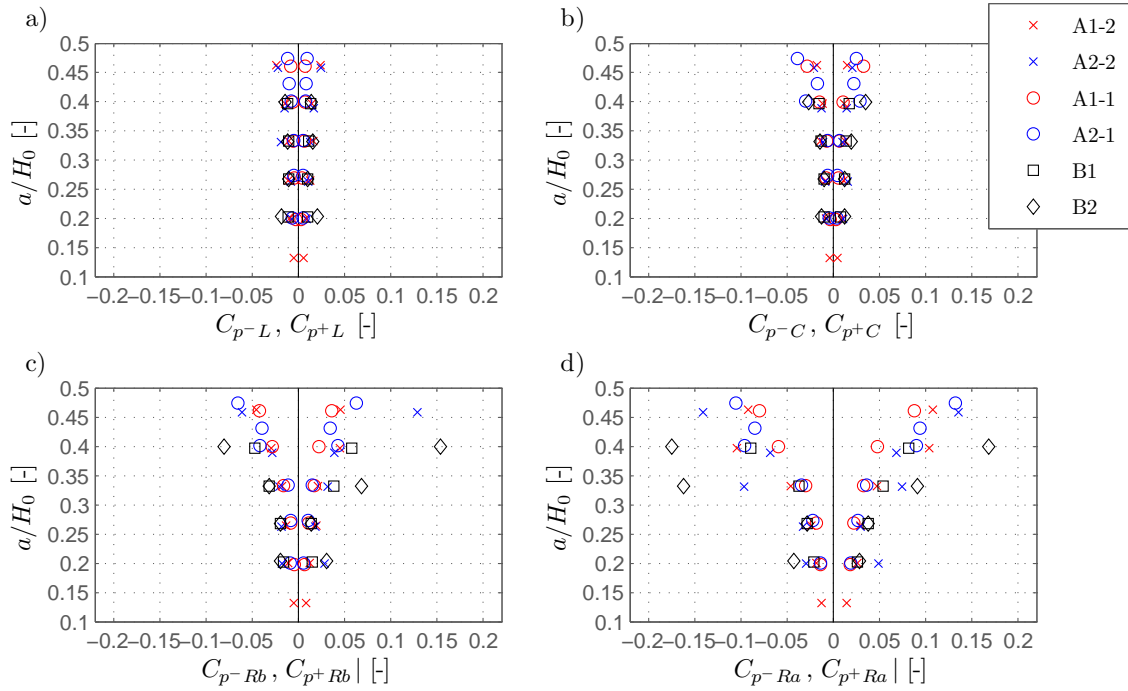 a)
0.5
0.45
0.4
0.35
0.3
0.25
0.2
0.15
0.1
a/H₀ [-]
−0.2 −0.15 −0.1 −0.05 0 0.05 0.1 0.15 0.2
Cₚ₋L, Cₚ₊L [-]
b)
0.5
0.45
0.4
0.35
0.3
0.25
0.2
0.15
0.1
a/H₀ [-]
−0.2 −0.15 −0.1 −0.05 0 0.05 0.1 0.15 0.2
Cₚ₋C, Cₚ₊C [-]
A1-2
A2-2
A1-1
A2-1
B1
B2
c)
0.5
0.45
0.4
0.35
0.3
0.25
0.2
0.15
0.1
a/H₀ [-]
−0.2 −0.15 −0.1 −0.05 0 0.05 0.1 0.15 0.2
Cₚ₋Rb, Cₚ₊Rb| [-]
d)
0.5
0.45
0.4
0.35
0.3
0.25
0.2
0.15
0.1
a/H₀ [-]
−0.2 −0.15 −0.1 −0.05 0 0.05 0.1 0.15 0.2
Cₚ₋Ra, Cₚ₊Ra| [-]